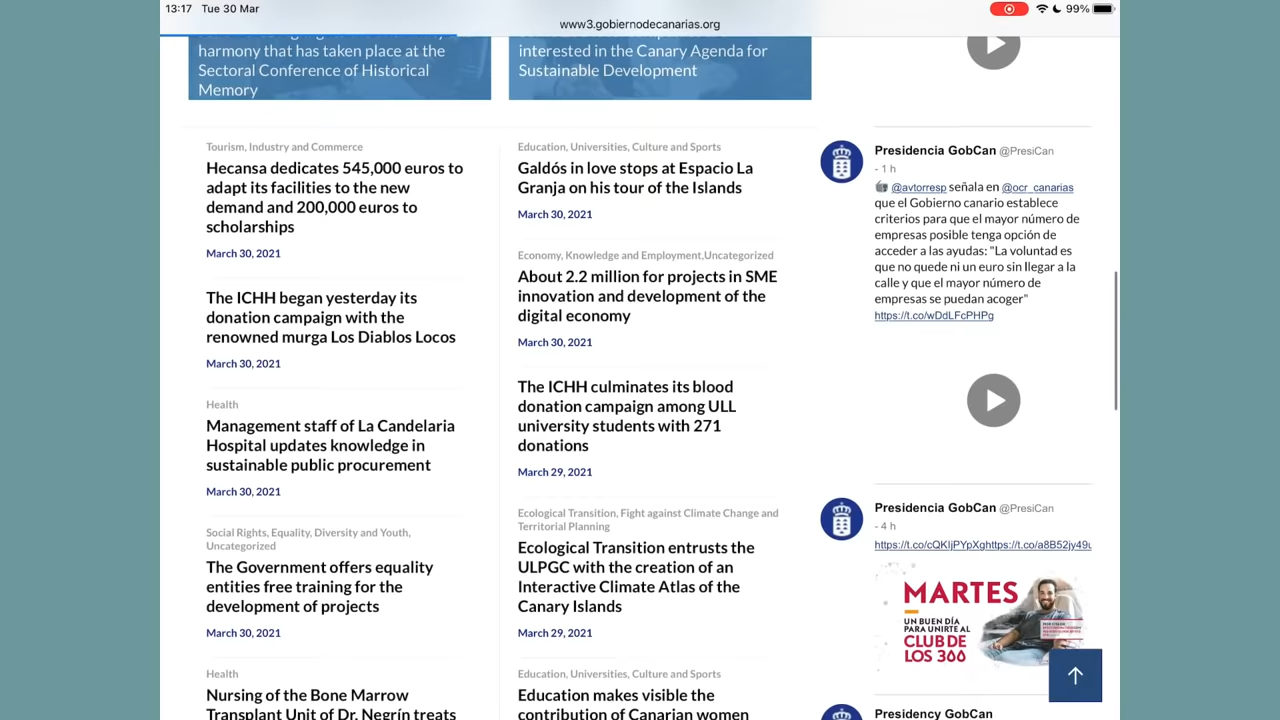 13:17 Tue 30 Mar
99%
www3.gobiernodecanarias.org
harmony that has taken place at the
Sectoral Conference of Historical
Memory
interested in the Canary Agenda for
Sustainable Development
Tourism, Industry and Commerce
Hecansa dedicates 545,000 euros to
adapt its facilities to the new
demand and 200,000 euros to
scholarships
March 30, 2021
The ICHH began yesterday its
donation campaign with the
renowned murga Los Diablos Locos
March 30, 2021
Health
Management staff of La Candelaria
Hospital updates knowledge in
sustainable public procurement
March 30, 2021
Social Rights, Equality, Diversity and Youth,
Uncategorized
The Government offers equality
entities free training for the
development of projects
March 30, 2021
Health
Nursing of the Bone Marrow
Transplant Unit of Dr. Negrín treats
Education, Universities, Culture and Sports
Galdós in love stops at Espacio La
Granja on his tour of the Islands
March 30, 2021
Economy, Knowledge and Employment,Uncategorized
About 2.2 million for projects in SME
innovation and development of the
digital economy
March 30, 2021
The ICHH culminates its blood
donation campaign among ULL
university students with 271
donations
March 29, 2021
Ecological Transition, Fight against Climate Change and
Territorial Planning
Ecological Transition entrusts the
ULPGC with the creation of an
Interactive Climate Atlas of the
Canary Islands
March 29, 2021
Education, Universities, Culture and Sports
Education makes visible the
contribution of Canarian women
Presidencia GobCan @PresiCan
- 1 h
@avtorresp señala en @ocr_canarias
que el Gobierno canario establece
criterios para que el mayor número de
empresas posible tenga opción de
acceder a las ayudas: "La voluntad es
que no quede ni un euro sin llegar a la
calle y que el mayor número de
empresas se puedan acoger"
https://t.co/wDdLFcPHPg
Presidencia GobCan @PresiCan
- 4 h
https://t.co/cQKIjPYpXghttps://t.co/a8B52jy49u
MARTES
UN BUEN DÍA
PARA UNIRTE AL
CLUB DE
LOS 366
Presidency GobCan